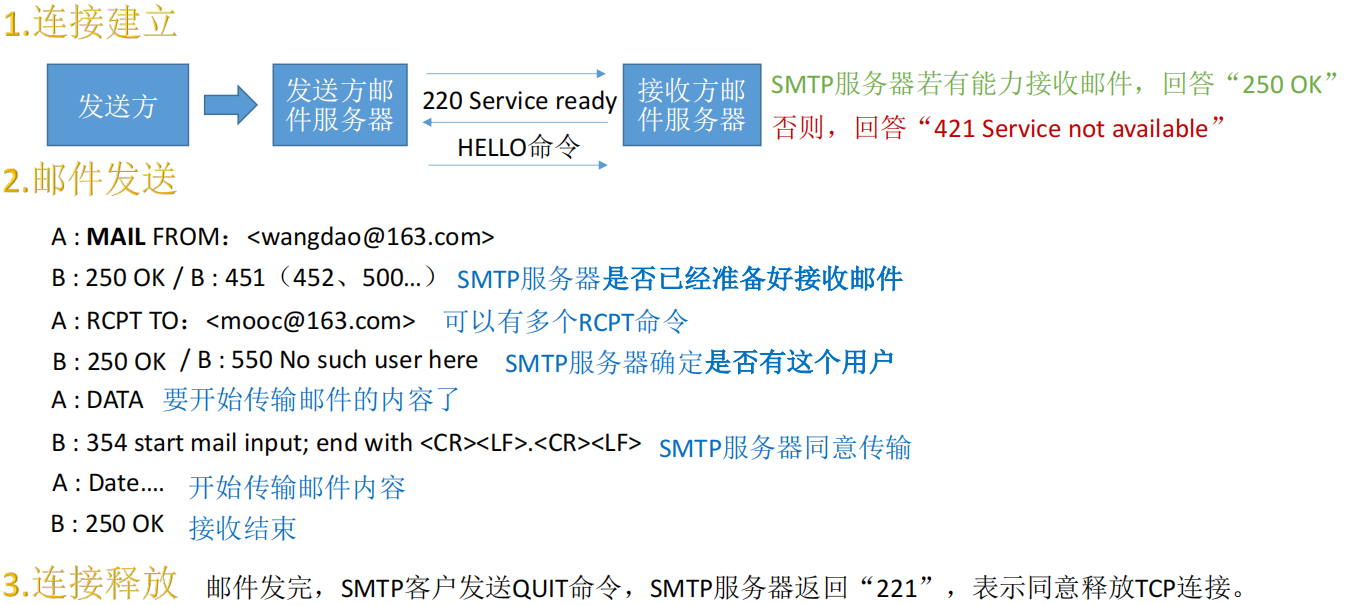 1.连接建立
发送方
发送方邮
件服务器
220 Service ready
HELLO命令
接收方邮
件服务器
SMTP服务器若有能力接收邮件，回答“250 OK”
否则，回答“421 Service not available”
2.邮件发送
A : MAIL FROM：<wangdao@163.com>
B : 250 OK / B : 451（452、500…） SMTP服务器是否已经准备好接收邮件
A : RCPT TO：<mooc@163.com> 可以有多个RCPT命令
B : 250 OK / B : 550 No such user here SMTP服务器确定是否有这个用户
A : DATA 要开始传输邮件的内容了
B : 354 start mail input; end with <CR><LF>.<CR><LF> SMTP服务器同意传输
A : Date…. 开始传输邮件内容
B : 250 OK 接收结束
3.连接释放 邮件发完，SMTP客户发送QUIT命令，SMTP服务器返回“221”，表示同意释放TCP连接。